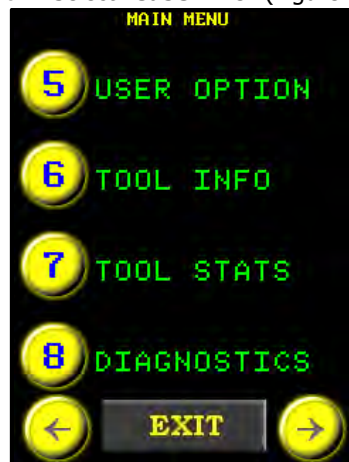 MAIN MENU
5 USER OPTION
6 TOOL INFO
7 TOOL STATS
8 DIAGNOSTICS
← EXIT →